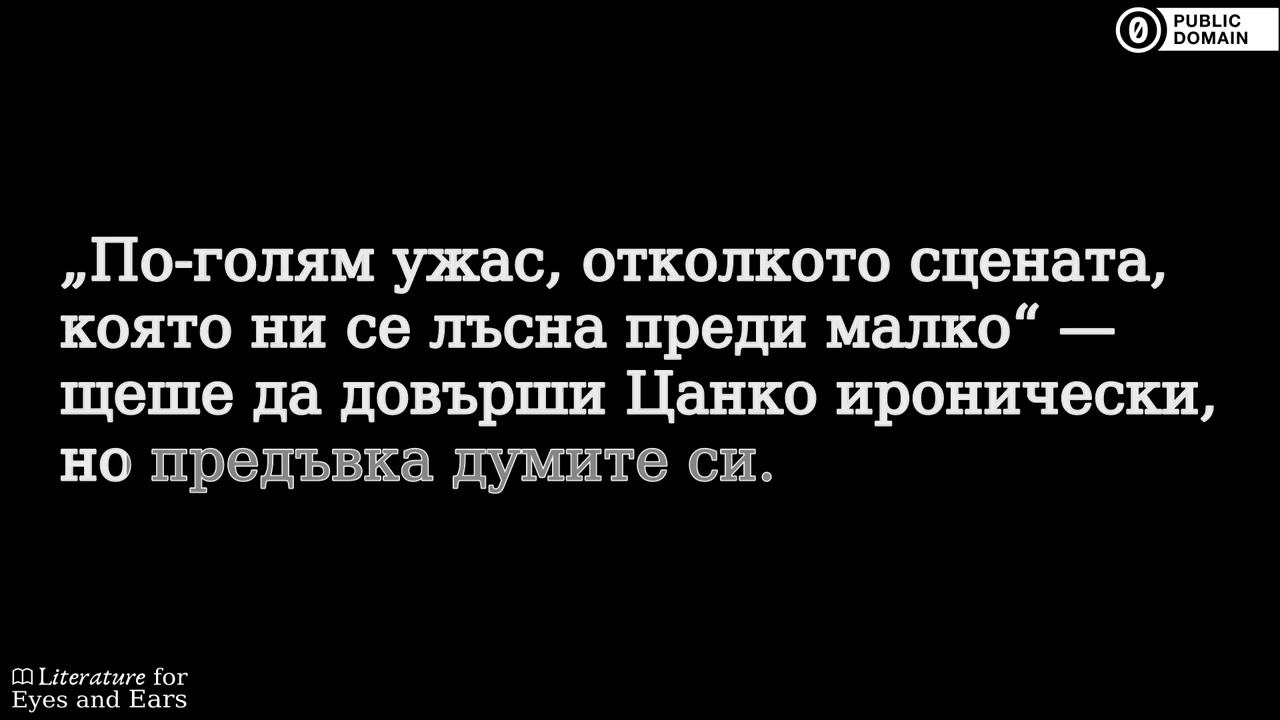 PUBLIC
DOMAIN
„По-голям ужас, отколкото сцената,
която ни се лъсна преди малко“ —
щеше да довърши Цанко иронически,
но предъвка думите си.
Literature for
Eyes and Ears